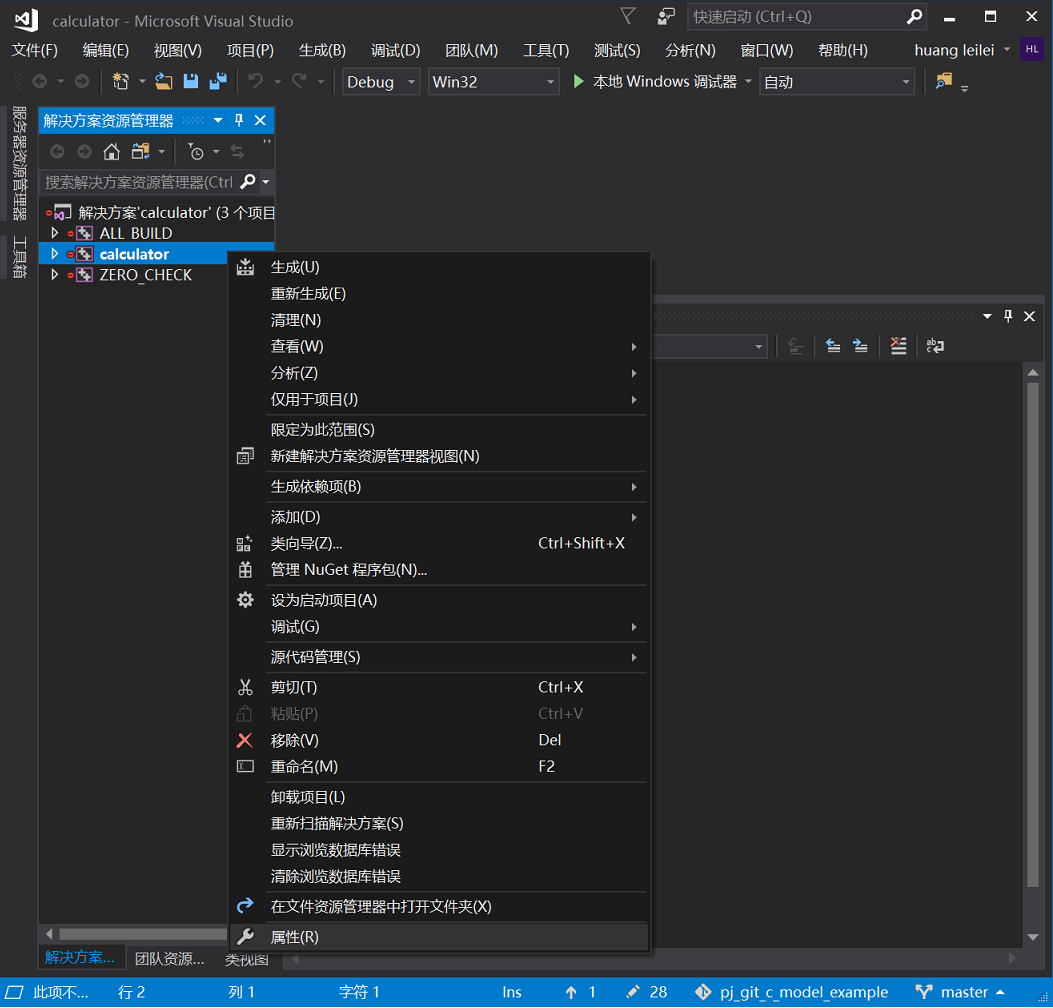 calculator - Microsoft Visual Studio
快速启动 (Ctrl+Q)
文件(F) 编辑(E) 视图(V) 项目(P) 生成(B) 调试(D) 团队(M) 工具(T) 测试(S) 分析(N) 窗口(W) 帮助(H) huang leilei HL
Debug Win32 本地 Windows 调试器 自动
服务器资源管理器
工具箱
解决方案资源管理器
搜索解决方案资源管理器(Ctrl
解决方案'calculator' (3 个项目
ALL_BUILD
calculator
ZERO_CHECK
生成(U)
重新生成(E)
清理(N)
查看(W)
分析(Z)
仅用于项目(J)
限定为此范围(S)
新建解决方案资源管理器视图(N)
生成依赖项(B)
添加(D)
类向导(Z)... Ctrl+Shift+X
管理 NuGet 程序包(N)...
设为启动项目(A)
调试(G)
源代码管理(S)
剪切(T) Ctrl+X
粘贴(P) Ctrl+V
移除(V) Del
重命名(M) F2
卸载项目(L)
重新扫描解决方案(S)
显示浏览数据库错误
清除浏览数据库错误
在文件资源管理器中打开文件夹(X)
属性(R)
解决方案... 团队资源... 类视图
此项不... 行 2 列 1 字符 1 Ins 1 28 pj_git_c_model_example master